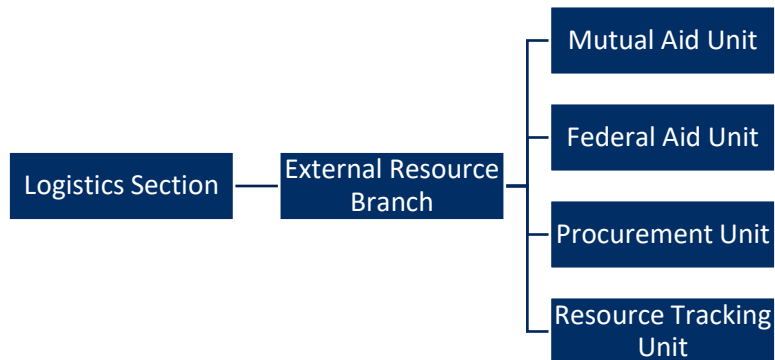 Mutual Aid Unit
Federal Aid Unit
Logistics Section
External Resource
Branch
Procurement Unit
Resource Tracking
Unit